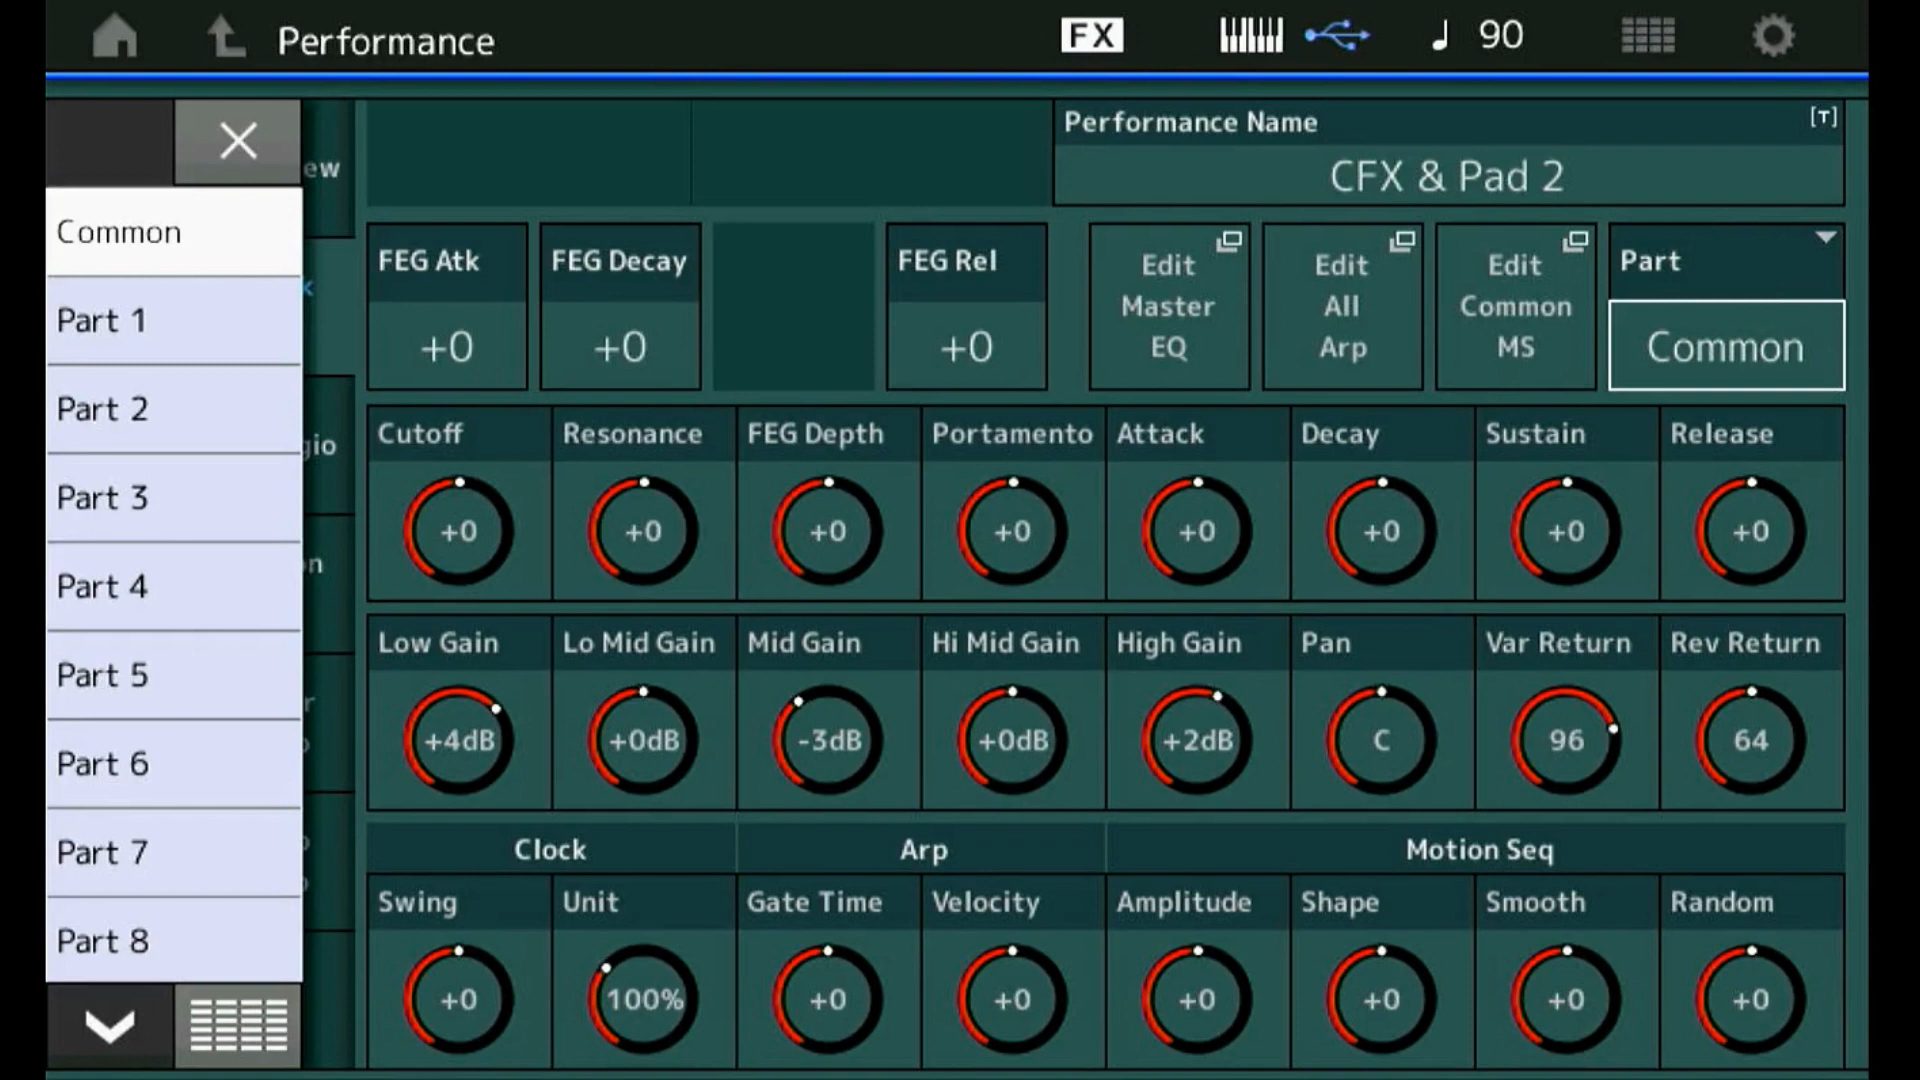 Performance
FX
90
Performance Name
[T]
CFX & Pad 2
Common
Part 1
Part 2
Part 3
Part 4
Part 5
Part 6
Part 7
Part 8
ew
gio
n
FEG Atk
+0
FEG Decay
+0
FEG Rel
+0
Edit
Master
EQ
Edit
All
Arp
Edit
Common
MS
Part
Common
Cutoff Resonance FEG Depth Portamento Attack Decay Sustain Release
+0 +0 +0 +0 +0 +0 +0 +0
Low Gain Lo Mid Gain Mid Gain Hi Mid Gain High Gain Pan Var Return Rev Return
+4dB +0dB -3dB +0dB +2dB C 96 64
Clock Arp Motion Seq
Swing Unit Gate Time Velocity Amplitude Shape Smooth Random
+0 100% +0 +0 +0 +0 +0 +0